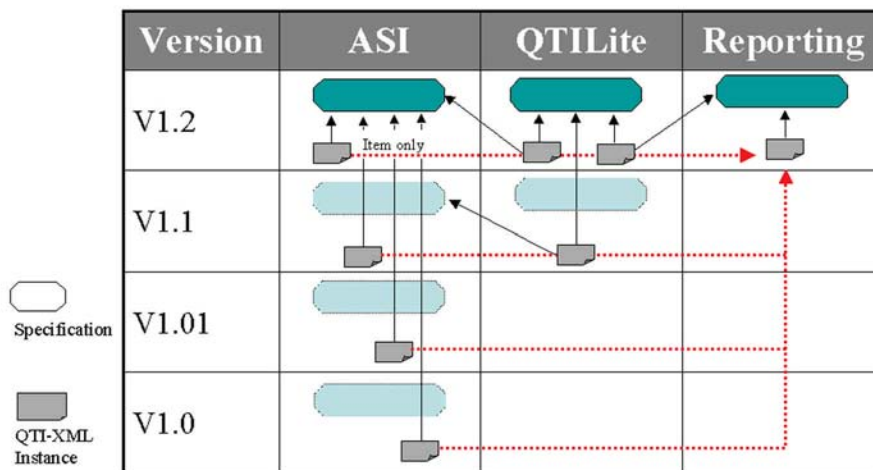 Version ASI QTILite Reporting
V1.2
Item only
V1.1
V1.01
V1.0
Specification
QTI-XML
Instance